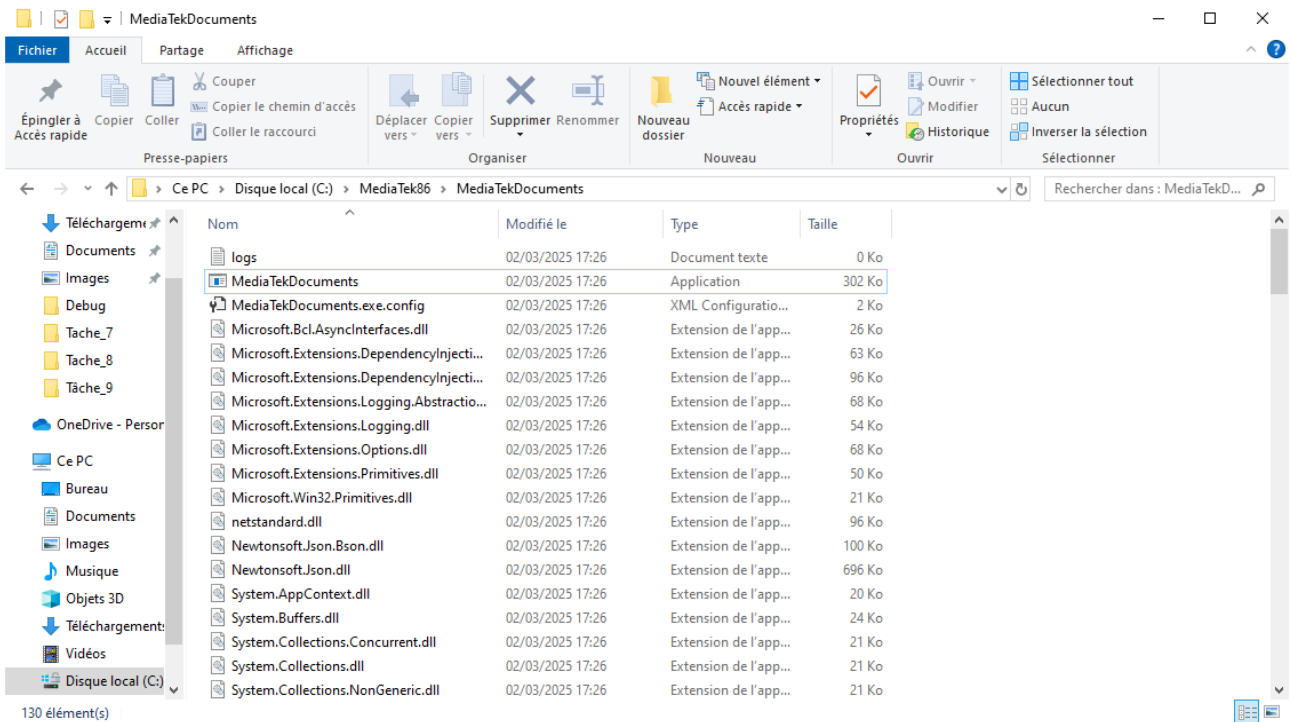 MediaTekDocuments
Fichier Accueil Partage Affichage
Épingler à Accès rapide
Copier
Coller
Couper
Copier le chemin d'accès
Coller le raccourci
Déplacer vers
Copier vers
Supprimer
Renommer
Nouveau dossier
Nouvel élément
Accès rapide
Propriétés
Ouvrir
Modifier
Historique
Sélectionner tout
Aucun
Inverser la sélection
Presse-papiers Organiser Nouveau Ouvrir Sélectionner
Ce PC > Disque local (C:) > MediaTek86 > MediaTekDocuments
Rechercher dans : MediaTekD...
Téléchargeme
Documents
Images
Debug
Tache_7
Tache_8
Tâche_9
OneDrive - Person
Ce PC
Bureau
Documents
Images
Musique
Objets 3D
Téléchargements
Vidéos
Disque local (C:)
Nom Modifié le Type Taille
logs 02/03/2025 17:26 Document texte 0 Ko
MediaTekDocuments 02/03/2025 17:26 Application 302 Ko
MediaTekDocuments.exe.config 02/03/2025 17:26 XML Configuratio... 2 Ko
Microsoft.Bcl.AsyncInterfaces.dll 02/03/2025 17:26 Extension de l'app... 26 Ko
Microsoft.Extensions.DependencyInjecti... 02/03/2025 17:26 Extension de l'app... 63 Ko
Microsoft.Extensions.DependencyInjecti... 02/03/2025 17:26 Extension de l'app... 96 Ko
Microsoft.Extensions.Logging.Abstractio... 02/03/2025 17:26 Extension de l'app... 68 Ko
Microsoft.Extensions.Logging.dll 02/03/2025 17:26 Extension de l'app... 54 Ko
Microsoft.Extensions.Options.dll 02/03/2025 17:26 Extension de l'app... 68 Ko
Microsoft.Extensions.Primitives.dll 02/03/2025 17:26 Extension de l'app... 50 Ko
Microsoft.Win32.Primitives.dll 02/03/2025 17:26 Extension de l'app... 21 Ko
netstandard.dll 02/03/2025 17:26 Extension de l'app... 96 Ko
Newtonsoft.Json.Bson.dll 02/03/2025 17:26 Extension de l'app... 100 Ko
Newtonsoft.Json.dll 02/03/2025 17:26 Extension de l'app... 696 Ko
System.AppContext.dll 02/03/2025 17:26 Extension de l'app... 20 Ko
System.Buffers.dll 02/03/2025 17:26 Extension de l'app... 24 Ko
System.Collections.Concurrent.dll 02/03/2025 17:26 Extension de l'app... 21 Ko
System.Collections.dll 02/03/2025 17:26 Extension de l'app... 21 Ko
System.Collections.NonGeneric.dll 02/03/2025 17:26 Extension de l'app... 21 Ko
130 élément(s)